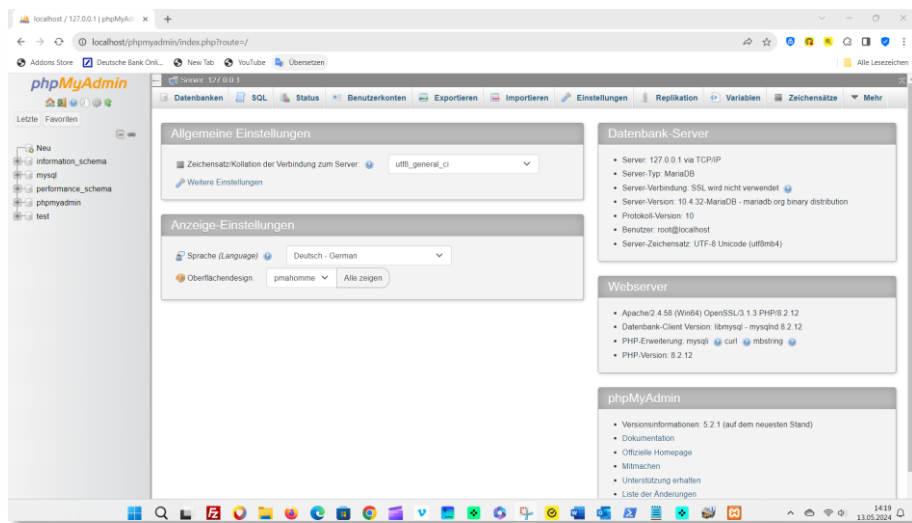 localhost / 127.0.0.1 | phpMyAdi
localhost/phpmyadmin/index.php?route=/
Addons Store Deutsche Bank Onli... New Tab YouTube Übersetzen Alle Lesezeichen
phpMyAdmin
Letzte Favoriten
Neu
information_schema
mysql
performance_schema
phpmyadmin
test
Server: 127.0.0.1
Datenbanken SQL Status Benutzerkonten Exportieren Importieren Einstellungen Replikation Variablen Zeichensätze Mehr
Allgemeine Einstellungen
Zeichensatz/Kollation der Verbindung zum Server: utf8_general_ci
Weitere Einstellungen
Anzeige-Einstellungen
Sprache (Language) Deutsch - German
Oberflächendesign pmahomme Alle zeigen
Datenbank-Server
Server: 127.0.0.1 via TCP/IP
Server-Typ: MariaDB
Server-Verbindung: SSL wird nicht verwendet
Server-Version: 10.4.32-MariaDB - mariadb.org binary distribution
Protokoll-Version: 10
Benutzer: root@localhost
Server-Zeichensatz: UTF-8 Unicode (utf8mb4)
Webserver
Apache/2.4.58 (Win64) OpenSSL/3.1.3 PHP/8.2.12
Datenbank-Client Version: libmysql - mysqlnd 8.2.12
PHP-Erweiterung: mysqli curl mbstring
PHP-Version: 8.2.12
phpMyAdmin
Versionsinformationen: 5.2.1 (auf dem neuesten Stand)
Dokumentation
Offizielle Homepage
Mitmachen
Unterstützung erhalten
Liste der Änderungen
14:19
13.05.2024